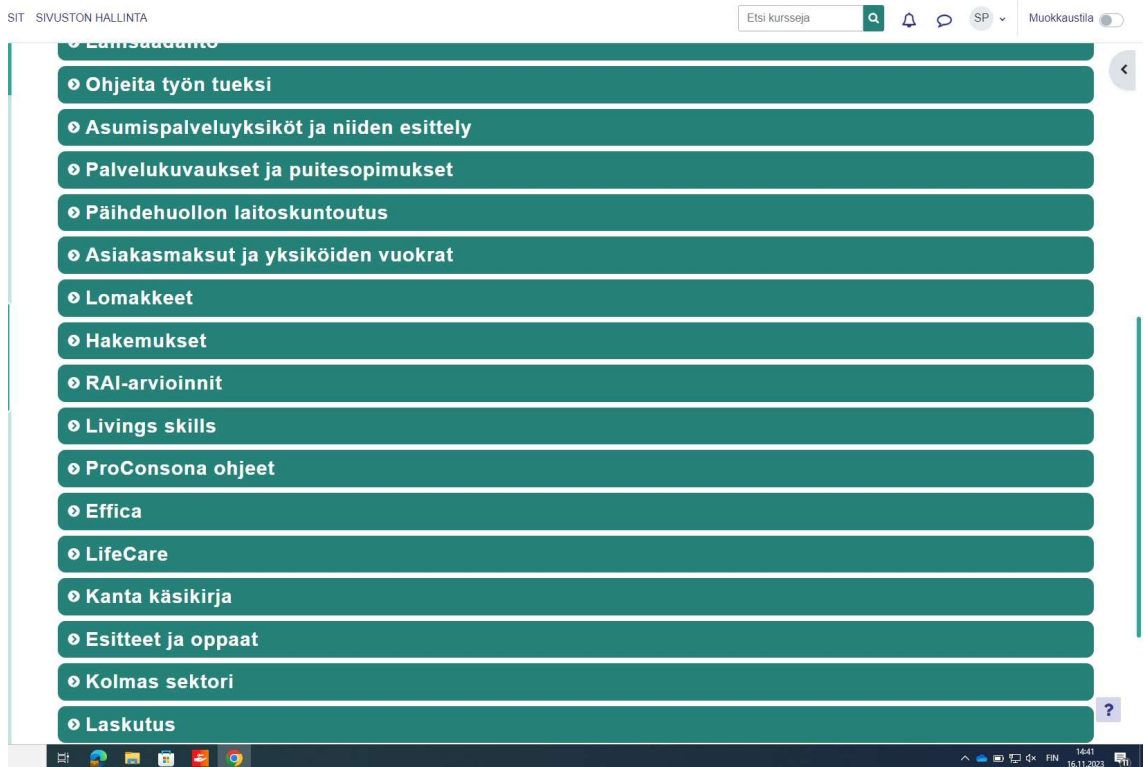 SIT SIVUSTON HALLINTA
Etsi kursseja
SP
Muokkaustila
Lainsäädäntö
Ohjeita työn tueksi
Asumispalveluyksiköt ja niiden esittely
Palvelukuvaukset ja puitesopimukset
Päihdehuollon laitoskuntoutus
Asiakasmaksut ja yksiköiden vuokrat
Lomakkeet
Hakemukset
RAI-arvioinnit
Livings skills
ProConsona ohjeet
Effica
LifeCare
Kanta käsikirja
Esitteet ja oppaat
Kolmas sektori
?
Laskutus
FIN
14:41
16.11.2023